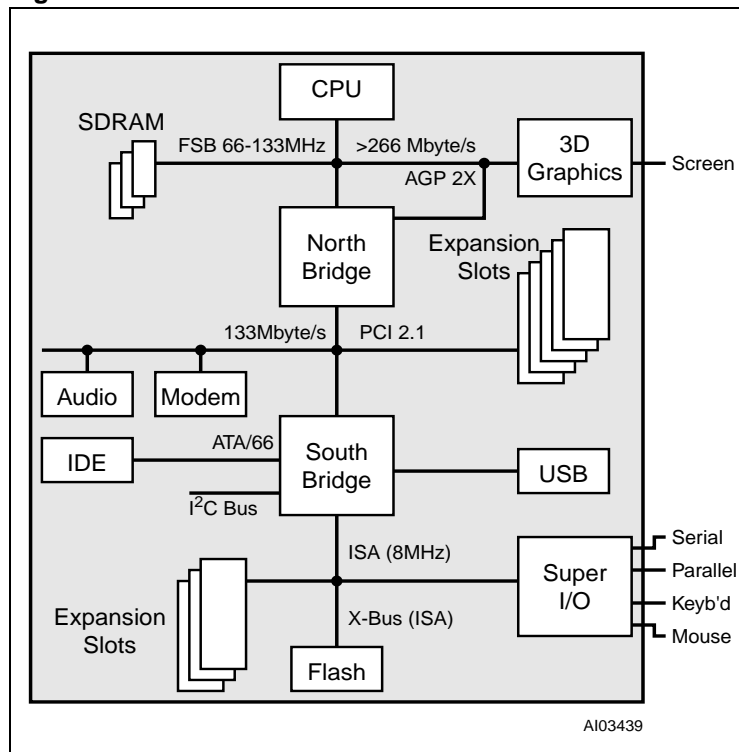 CPU
SDRAM
FSB 66-133MHz
>266 Mbyte/s
AGP 2X
3D
Graphics
Screen
North
Bridge
Expansion
Slots
133Mbyte/s
PCI 2.1
Audio
Modem
IDE
ATA/66
South
Bridge
USB
I²C Bus
ISA (8MHz)
Super
I/O
Serial
Parallel
Keyb'd
Mouse
Expansion
Slots
X-Bus (ISA)
Flash
AI03439